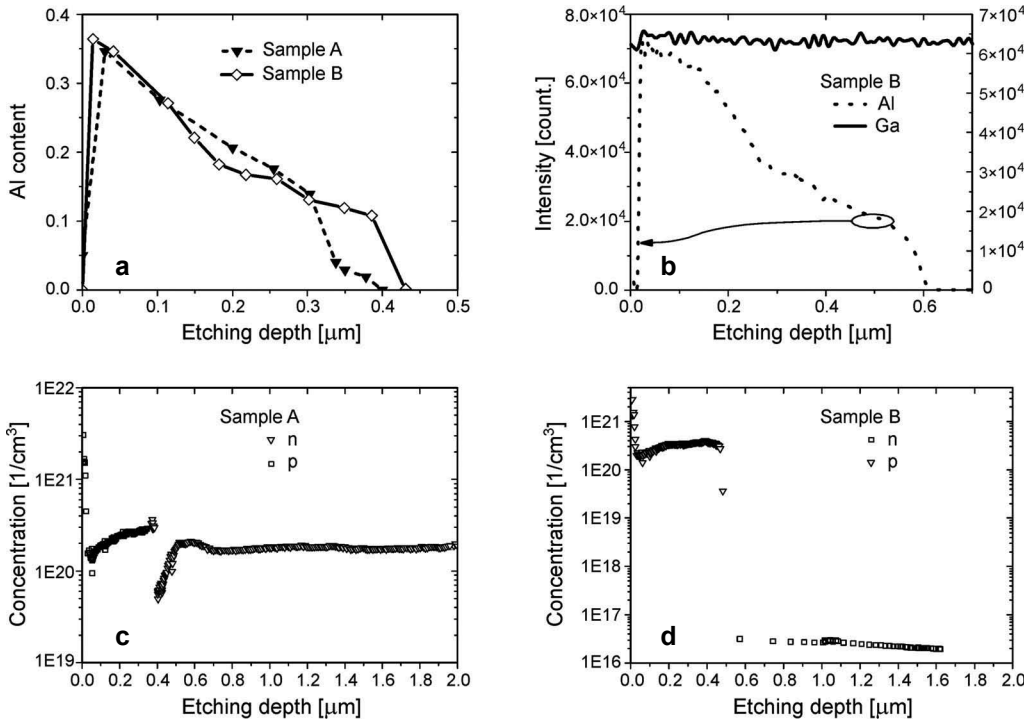 0.4
0.3
0.2
0.1
0.0
Al content
Sample A
Sample B
a
0.0 0.1 0.2 0.3 0.4 0.5
Etching depth [μm]
8.0×10⁴
6.0×10⁴
4.0×10⁴
2.0×10⁴
0.0
Intensity [count.]
Sample B
Al
Ga
b
7×10⁴
6×10⁴
5×10⁴
4×10⁴
3×10⁴
2×10⁴
1×10⁴
0
0.0 0.2 0.4 0.6
Etching depth [μm]
1E22
1E21
1E20
1E19
Concentration [1/cm³]
Sample A
n
p
c
0.0 0.2 0.4 0.6 0.8 1.0 1.2 1.4 1.6 1.8 2.0
Etching depth [μm]
1E21
1E20
1E19
1E18
1E17
1E16
Concentration [1/cm³]
Sample B
n
p
d
0.0 0.2 0.4 0.6 0.8 1.0 1.2 1.4 1.6 1.8 2.0
Etching depth [μm]